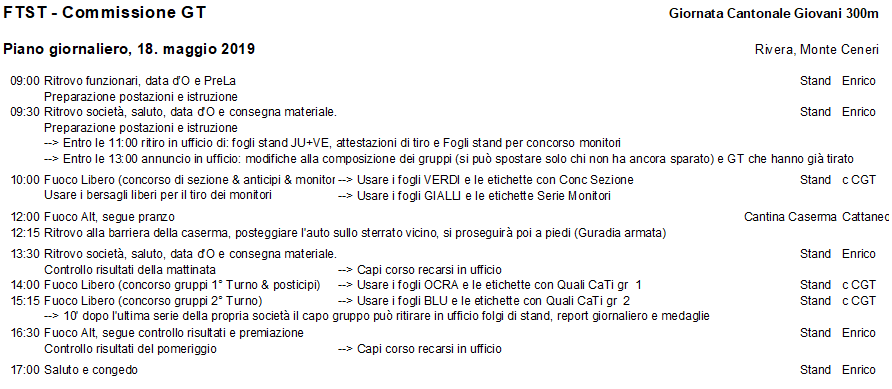 FTST - Commissione GT Giornata Cantonale Giovani 300m
Piano giornaliero, 18. maggio 2019 Rivera, Monte Ceneri
09:00 Ritrovo funzionari, data d'O e PreLa Stand Enrico
Preparazione postazioni e istruzione
09:30 Ritrovo società, saluto, data d'O e consegna materiale. Stand Enrico
Preparazione postazioni e istruzione
--> Entro le 11:00 ritiro in ufficio di: fogli stand JU+VE, attestazioni di tiro e Fogli stand per concorso monitori
--> Entro le 13:00 annuncio in ufficio: modifiche alla composizione dei gruppi (si può spostare solo chi non ha ancora sparato) e GT che hanno già tirato
10:00 Fuoco Libero (concorso di sezione & anticipi & monitor --> Usare i fogli VERDI e le etichette con Conc Sezione Stand c CGT
Usare i bersagli liberi per il tiro dei monitori --> Usare i fogli GIALLI e le etichette Serie Monitori
12:00 Fuoco Alt, segue pranzo Cantina Caserma Cattaneo
12:15 Ritrovo alla barriera della caserma, posteggiare l'auto sullo sterrato vicino, si proseguirà poi a piedi (Guradia armata)
13:30 Ritrovo società, saluto, data d'O e consegna materiale. Stand Enrico
Controllo risultati della mattinata --> Capi corso recarsi in ufficio
14:00 Fuoco Libero (concorso gruppi 1° Turno & posticipi) --> Usare i fogli OCRA e le etichette con Quali CaTi gr 1 Stand c CGT
15:15 Fuoco Libero (concorso gruppi 2° Turno) --> Usare i fogli BLU e le etichette con Quali CaTi gr 2 Stand c CGT
--> 10' dopo l'ultima serie della propria società il capo gruppo può ritirare in ufficio folgi di stand, report giornaliero e medaglie
16:30 Fuoco Alt, segue controllo risultati e premiazione Stand Enrico
Controllo risultati del pomeriggio --> Capi corso recarsi in ufficio
17:00 Saluto e congedo Stand Enrico